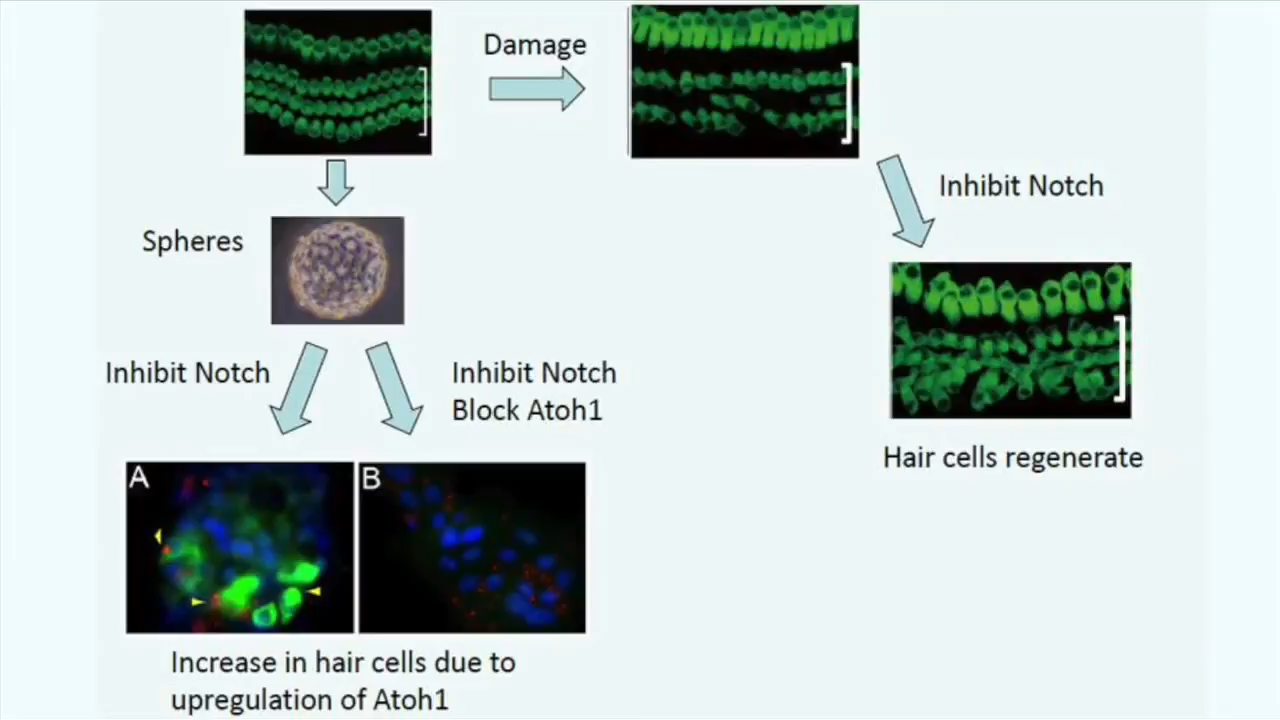 Damage
Inhibit Notch
Spheres
Inhibit Notch
Inhibit Notch
Block Atoh1
Hair cells regenerate
A
B
Increase in hair cells due to
upregulation of Atoh1